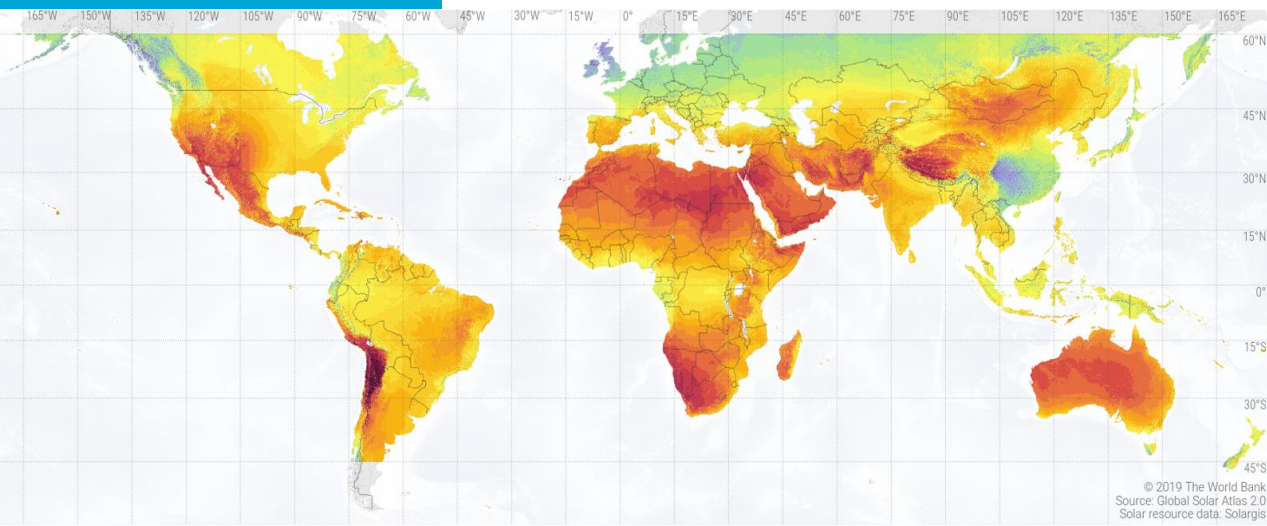 165°W 150°W 135°W 120°W 105°W 90°W 75°W 60°W 45°W 30°W 15°W 0° 15°E 30°E 45°E 60°E 75°E 90°E 105°E 120°E 135°E 150°E 165°E
60°N
45°N
30°N
15°N
0°
15°S
30°S
45°S
© 2019 The World Bank
Source: Global Solar Atlas 2.0
Solar resource data: Solargis